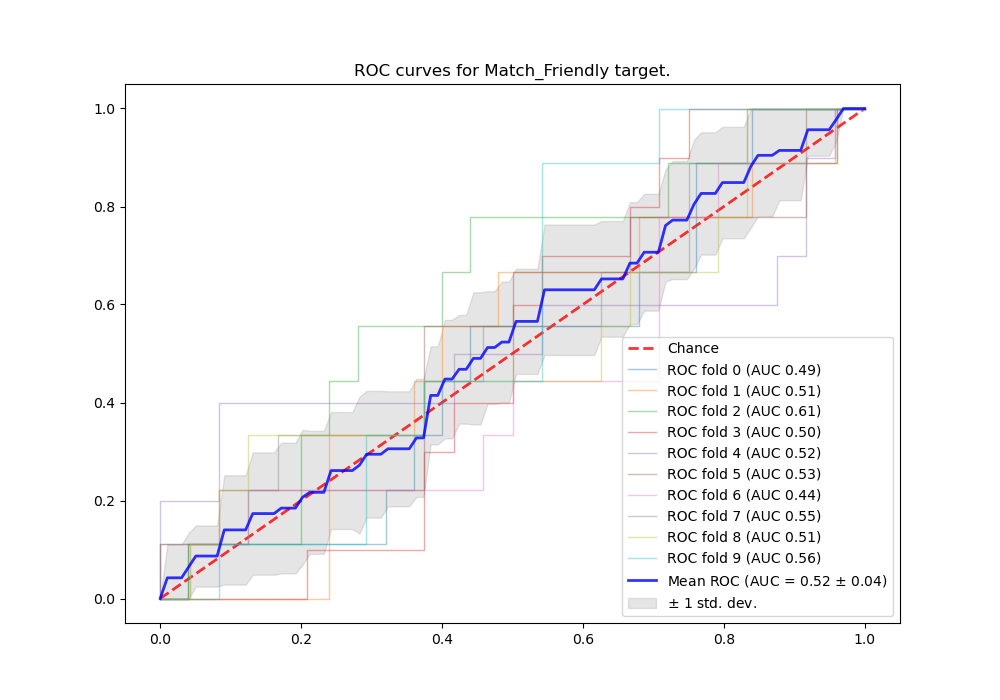 ROC curves for Match_Friendly target.
1.0
0.8
0.6
0.4
0.2
0.0
0.0
0.2
0.4
0.6
0.8
1.0
Chance
ROC fold 0 (AUC 0.49)
ROC fold 1 (AUC 0.51)
ROC fold 2 (AUC 0.61)
ROC fold 3 (AUC 0.50)
ROC fold 4 (AUC 0.52)
ROC fold 5 (AUC 0.53)
ROC fold 6 (AUC 0.44)
ROC fold 7 (AUC 0.55)
ROC fold 8 (AUC 0.51)
ROC fold 9 (AUC 0.56)
Mean ROC (AUC = 0.52 ± 0.04)
± 1 std. dev.